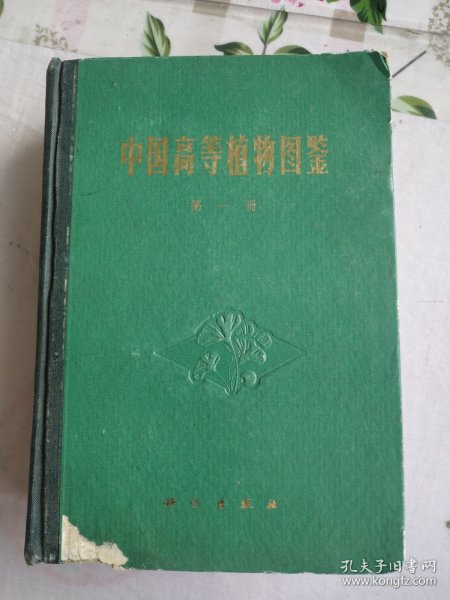 中国高等植物图鉴
第一册
科学出版社
孔夫子旧书网
www.kongfz.com